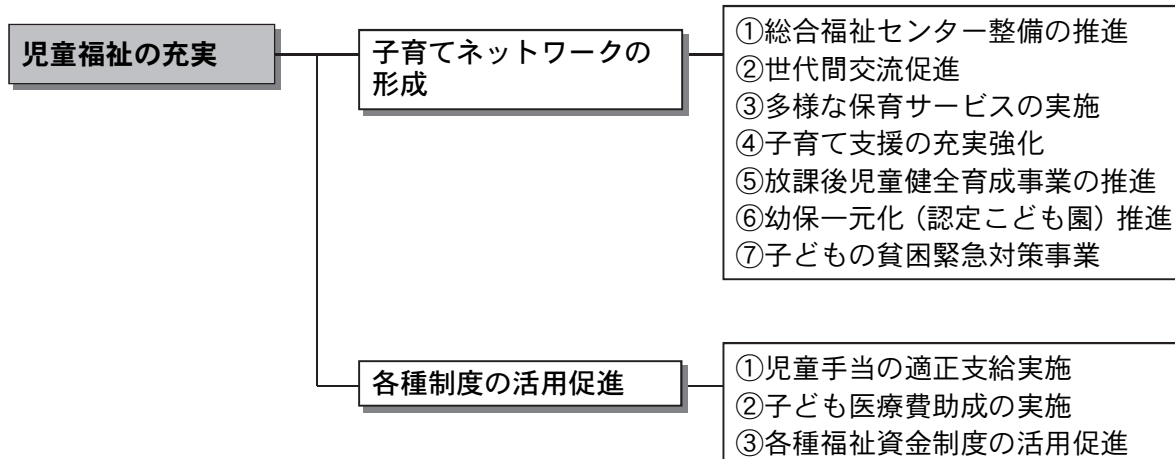 児童福祉の充実
子育てネットワークの
形成
①総合福祉センター整備の推進
②世代間交流促進
③多様な保育サービスの実施
④子育て支援の充実強化
⑤放課後児童健全育成事業の推進
⑥幼保一元化（認定こども園）推進
⑦子どもの貧困緊急対策事業
各種制度の活用促進
①児童手当の適正支給実施
②子ども医療費助成の実施
③各種福祉資金制度の活用促進